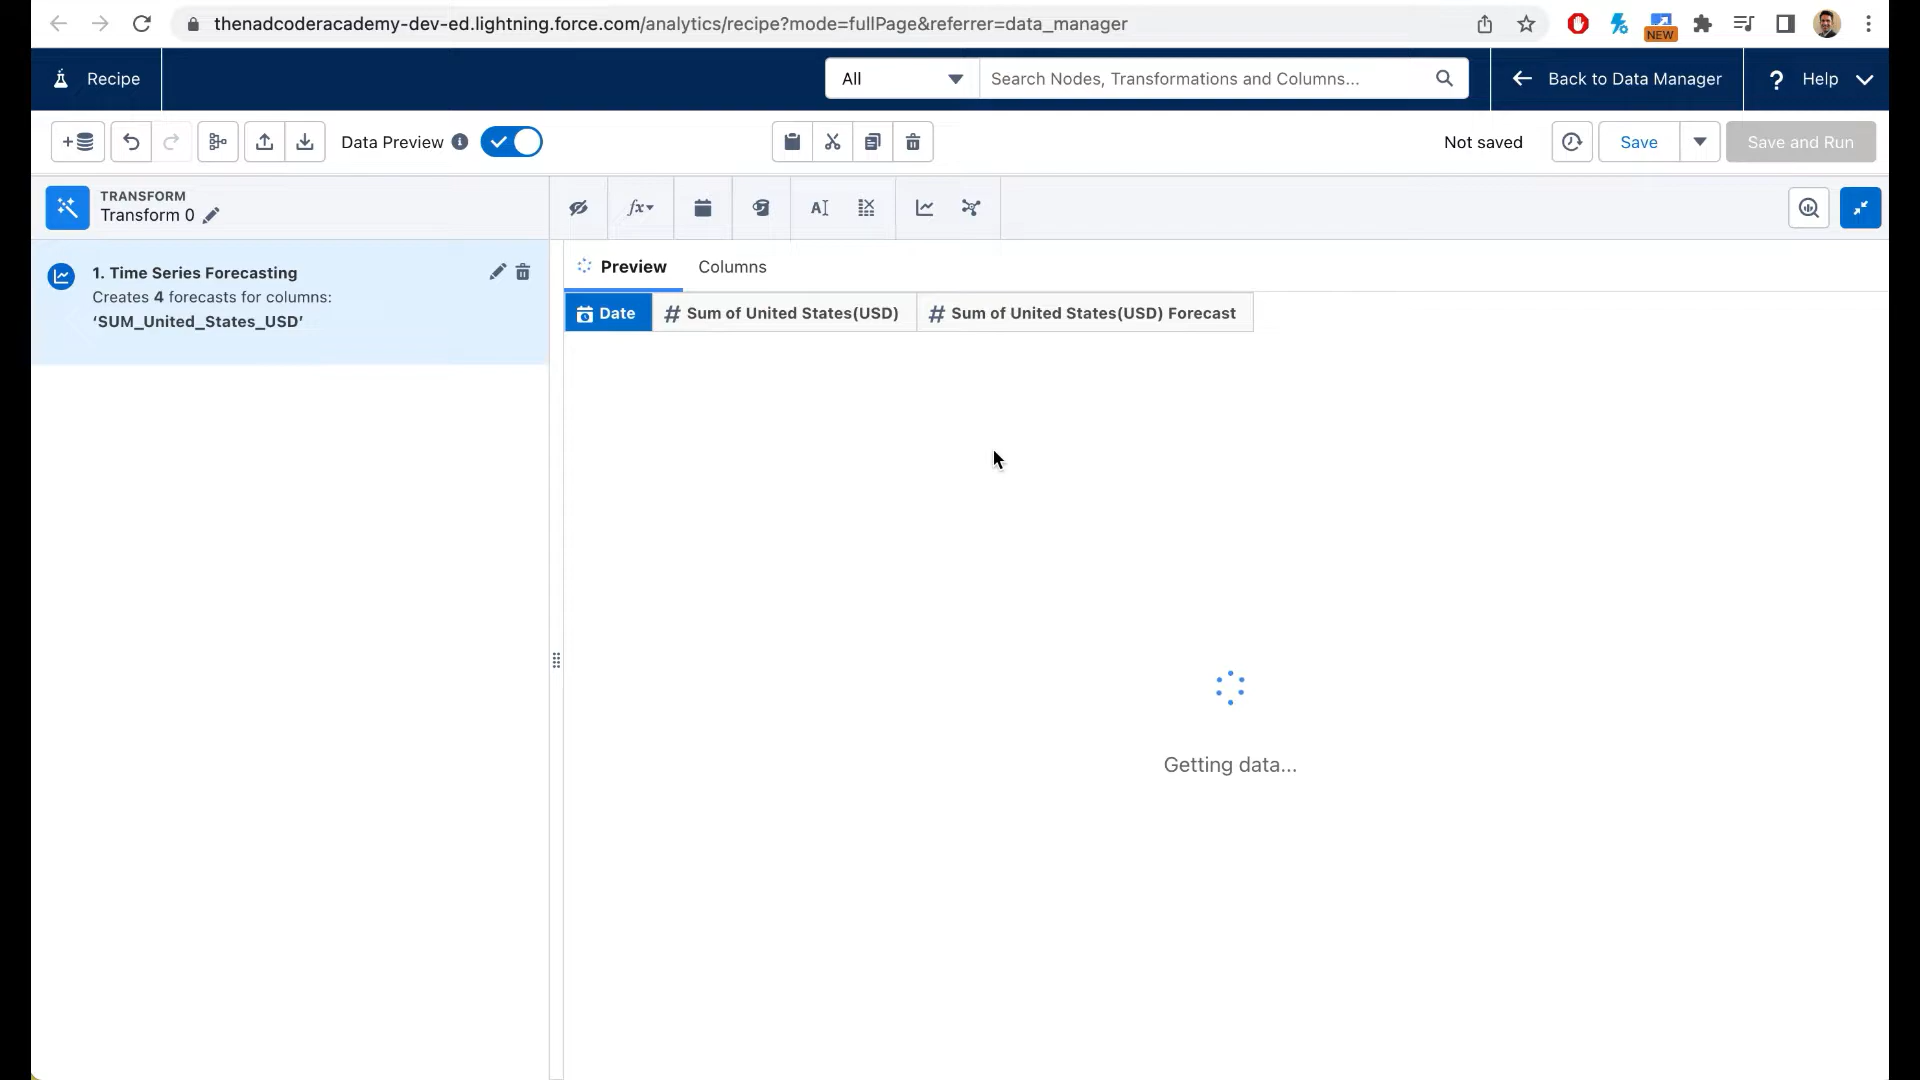 thenadcoderacademy-dev-ed.lightning.force.com/analytics/recipe?mode=fullPage&referrer=data_manager
NEW
Recipe
All
Search Nodes, Transformations and Columns...
Back to Data Manager
? Help
Data Preview
Not saved
Save
Save and Run
TRANSFORM
Transform 0
fx
Preview
Columns
1. Time Series Forecasting
Creates 4 forecasts for columns:
‘SUM_United_States_USD’
Date
# Sum of United States(USD)
# Sum of United States(USD) Forecast
Getting data...